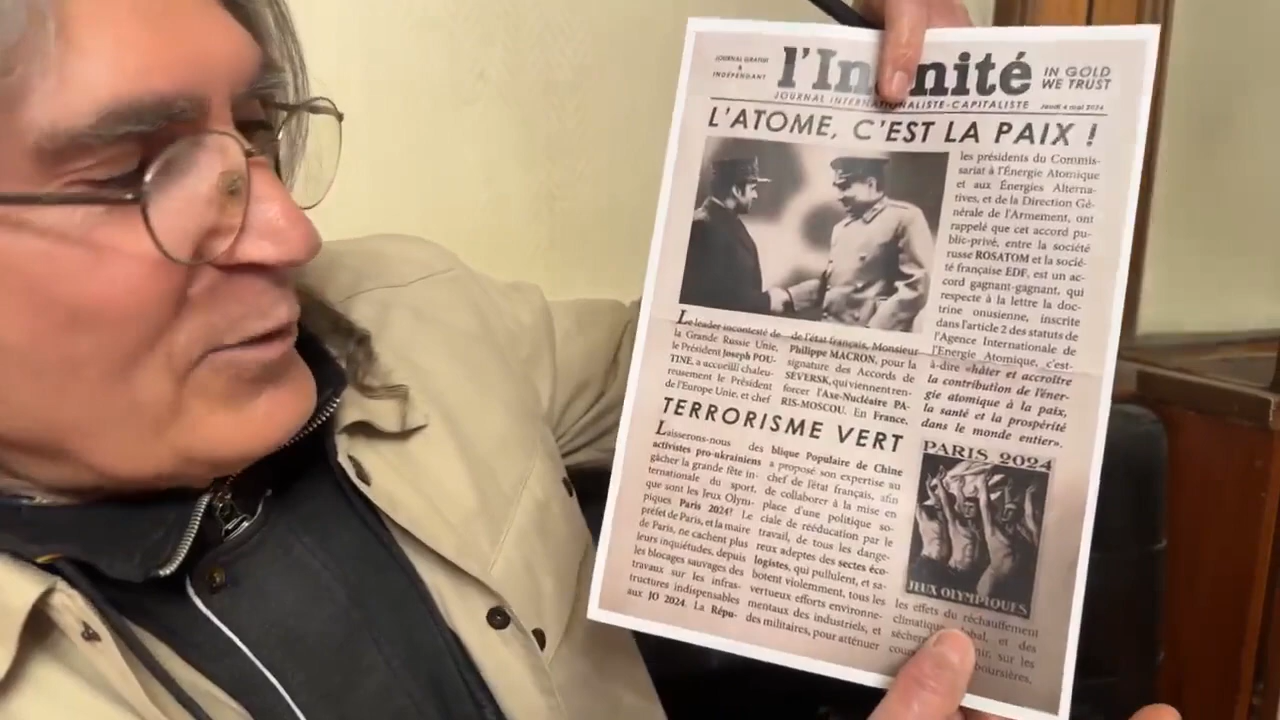 JOURNAL GRATUIT
&
INDÉPENDANT
l'In nité
IN GOLD
WE TRUST
JOURNAL INTERNATIONALISTE-CAPITALISTE
Jeudi 4 mai 2024
L'ATOME, C'EST LA PAIX !
Le leader incontesté de
la Grande Russie Unie,
le Président Joseph POU-
TINE, a accueilli chaleu-
reusement le Président
de l'Europe Unie, et chef
de l'état français, Monsieur
Philippe MACRON, pour la
signature des Accords de
SEVERSK, qui viennent ren-
forcer l'Axe-Nucléaire PA-
RIS-MOSCOU. En France,
les présidents du Commis-
sariat à l'Énergie Atomique
et aux Énergies Alterna-
tives, et de la Direction Gé-
nérale de l'Armement, ont
rappelé que cet accord pu-
blic-privé, entre la société
russe ROSATOM et la socié-
té française EDF, est un ac-
cord gagnant-gagnant, qui
respecte à la lettre la doc-
trine onusienne, inscrite
dans l'article 2 des statuts de
l'Agence Internationale de
l'Energie Atomique, c'est-
à-dire «hâter et accroître
la contribution de l'éner-
gie atomique à la paix,
la santé et la prospérité
dans le monde entier».
TERRORISME VERT
Laisserons-nous des
activistes pro-ukrainiens
gâcher la grande fête in-
ternationale du sport,
que sont les Jeux Olym-
piques Paris 2024? Le
préfet de Paris, et la maire
de Paris, ne cachent plus
leurs inquiétudes, depuis
les blocages sauvages des
travaux sur les infras-
tructures indispensables
aux JO 2024. La Répu-
blique Populaire de Chine
a proposé son expertise au
chef de l'état français, afin
de collaborer à la mise en
place d'une politique so-
ciale de rééducation par le
travail, de tous les dange-
reux adeptes des sectes éco-
logistes, qui pullulent, et sa-
botent violemment, tous les
vertueux efforts environne-
mentaux des industriels, et
des militaires, pour atténuer
PARIS 2024
JEUX OLYMPIQUES
les effets du réchauffement
climatique, et des
sur les
boursières,